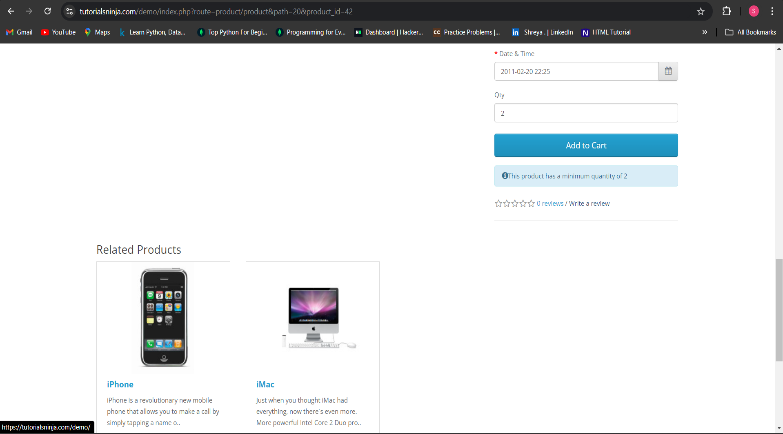 tutorialsninja.com/demo/index.php?route=product/product&path=20&product_id=42
Gmail YouTube Maps Learn Python, Data... Top Python For Begi... Programming for Ev... Dashboard | Hacker... CC Practice Problems |... Shreya . | LinkedIn HTML Tutorial » All Bookmarks
* Date & Time
2011-02-20 22:25
Qty
2
Add to Cart
This product has a minimum quantity of 2
0 reviews / Write a review
Related Products
iPhone
iPhone is a revolutionary new mobile
phone that allows you to make a call by
simply tapping a name o..
iMac
Just when you thought iMac had
everything, now there´s even more.
More powerful Intel Core 2 Duo pro..
https://tutorialsninja.com/demo/